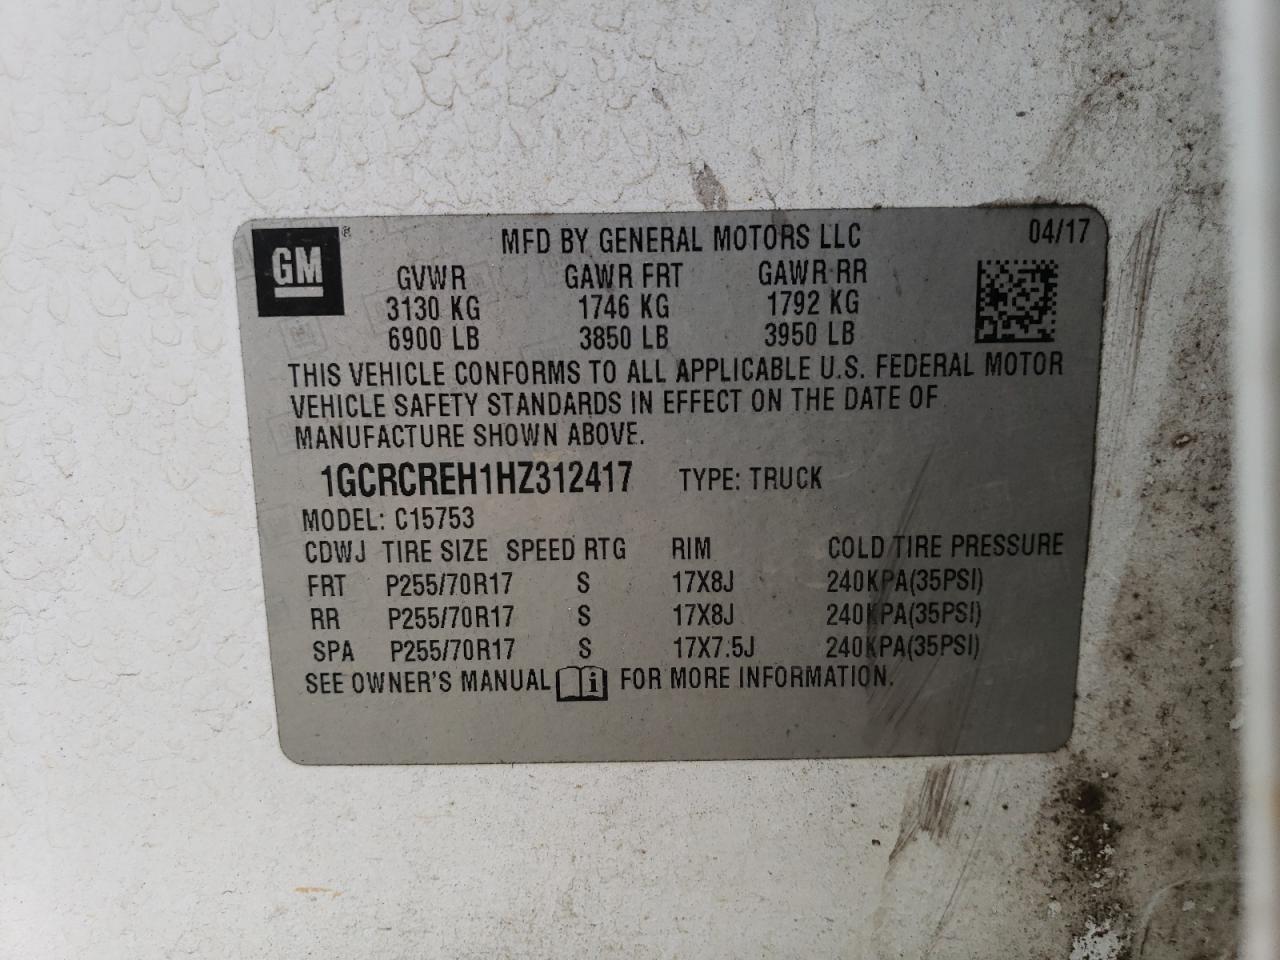 GM® MFD BY GENERAL MOTORS LLC 04/17
GVWR GAWR FRT GAWR RR
3130 KG 1746 KG 1792 KG
6900 LB 3850 LB 3950 LB
THIS VEHICLE CONFORMS TO ALL APPLICABLE U.S. FEDERAL MOTOR
VEHICLE SAFETY STANDARDS IN EFFECT ON THE DATE OF
MANUFACTURE SHOWN ABOVE.
1GCRCREH1HZ312417 TYPE: TRUCK
MODEL: C15753
CDWJ TIRE SIZE SPEED RTG RIM COLD TIRE PRESSURE
FRT P255/70R17 S 17X8J 240KPA(35PSI)
RR P255/70R17 S 17X8J 240KPA(35PSI)
SPA P255/70R17 S 17X7.5J 240KPA(35PSI)
SEE OWNER'S MANUAL i FOR MORE INFORMATION.